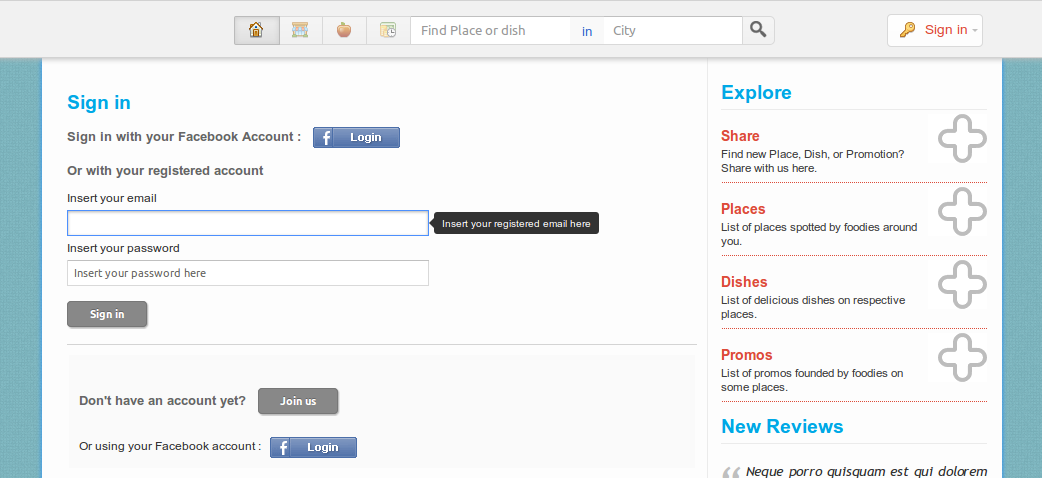 Find Place or dish in City Sign in
Sign in
Sign in with your Facebook Account : f Login
Or with your registered account
Insert your email
Insert your registered email here
Insert your password
Insert your password here
Sign in
Don't have an account yet? Join us
Or using your Facebook account : f Login
Explore
Share
Find new Place, Dish, or Promotion?
Share with us here.
Places
List of places spotted by foodies around
you.
Dishes
List of delicious dishes on respective
places.
Promos
List of promos founded by foodies on
some places.
New Reviews
“ Neque porro quisquam est qui dolorem